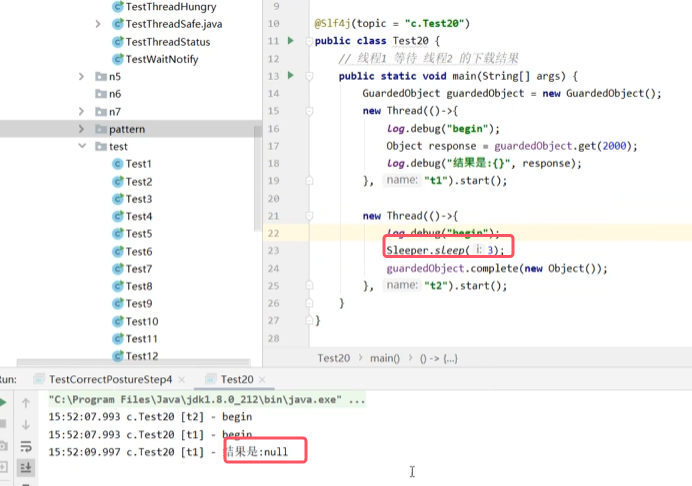 TestThreadHungry
TestThreadSafe.java
TestThreadStatus
TestWaitNotify
n5
n6
n7
pattern
test
Test1
Test2
Test3
Test4
Test5
Test6
Test7
Test8
Test9
Test10
Test11
Test12
9
10 @Slf4j(topic = "c.Test20")
11 public class Test20 {
12 // 线程1 等待 线程2 的下载结果
13 public static void main(String[] args) {
14 GuardedObject guardedObject = new GuardedObject();
15 new Thread(()->{
16 log.debug("begin");
17 Object response = guardedObject.get(2000);
18 log.debug("结果是:{}", response);
19 }, name: "t1").start();
20
21 new Thread(()->{
22 log.debug("begin");
23 Sleeper.sleep( i: 3);
24 guardedObject.complete(new Object());
25 }, name: "t2").start();
26 }
27 }
28
Test20 › main() › () -> {...}
un: TestCorrectPostureStep4 × Test20 ×
"C:\Program Files\Java\jdk1.8.0_212\bin\java.exe" ...
15:52:07.993 c.Test20 [t2] - begin
15:52:07.993 c.Test20 [t1] - begin
15:52:09.997 c.Test20 [t1] - 结果是:null